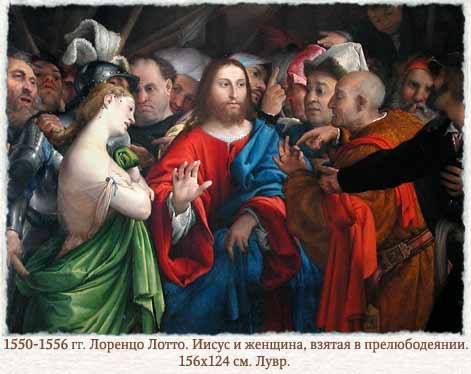 1550-1556 гг. Лоренцо Лотто. Иисус и женщина, взятая в прелюбодеянии.
156х124 см. Лувр.